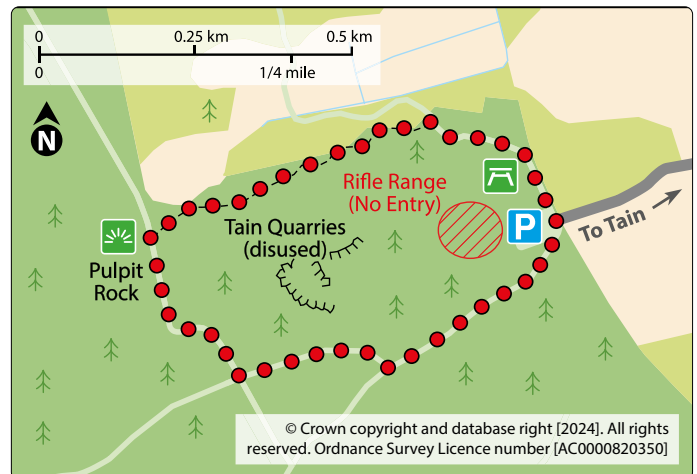 0 0.25 km 0.5 km
0 1/4 mile
N
Rifle Range
(No Entry)
P
To Tain
Tain Quarries
(disused)
Pulpit
Rock
© Crown copyright and database right [2024]. All rights
reserved. Ordnance Survey Licence number [AC0000820350]